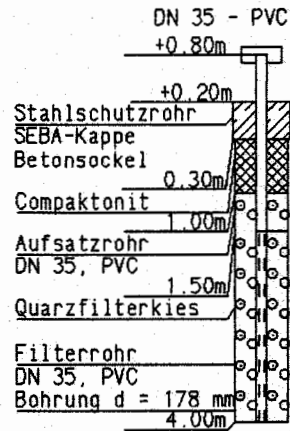 DN 35 - PVC
+0.80m
+0.20m
Stahlschutzrohr
SEBA-Kappe
Betonsockel
0.30m
Compaktonit
1.00m
Aufsatzrohr
DN 35, PVC
1.50m
Quarzfilterkies
Filterrohr
DN 35, PVC
Bohrung d = 178 mm
4.00m